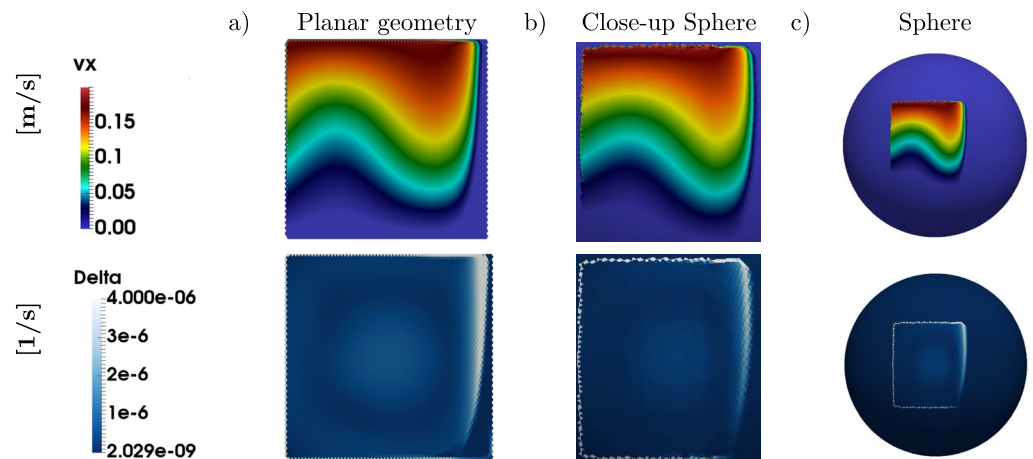 a) Planar geometry b) Close-up Sphere c) Sphere
[m/s]
vx
0.15
0.1
0.05
0.00
[1/s]
Delta
4.000e-06
3e-6
2e-6
1e-6
2.029e-09